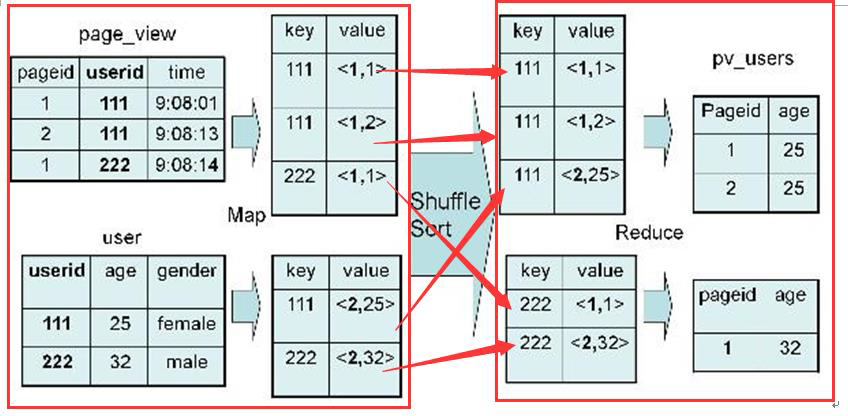 page_view
pageid userid time
1 111 9:08:01
2 111 9:08:13
1 222 9:08:14
key value
111 <1,1>
111 <1,2>
222 <1,1>
Map
user
userid age gender
111 25 female
222 32 male
key value
111 <2,25>
222 <2,32>
Shuffle
Sort
key value
111 <1,1>
111 <1,2>
111 <2,25>
Reduce
key value
222 <1,1>
222 <2,32>
pv_users
Pageid age
1 25
2 25
pageid age
1 32